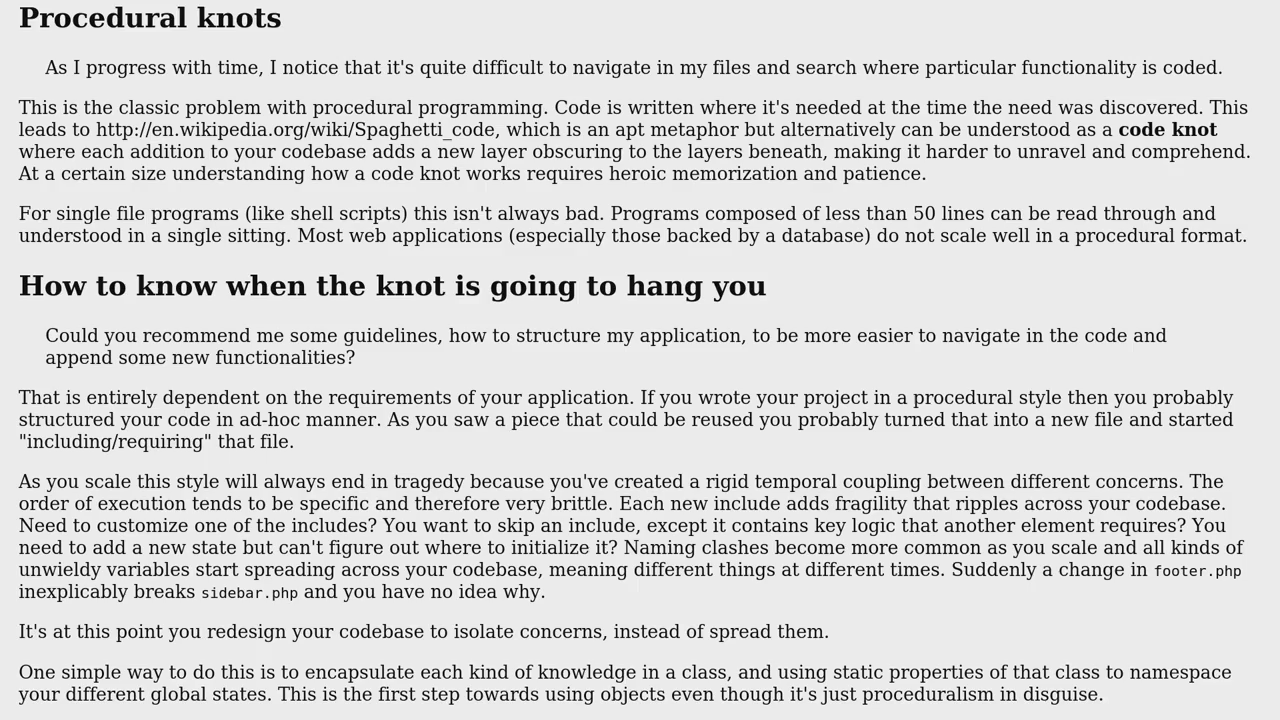 Procedural knots
As I progress with time, I notice that it's quite difficult to navigate in my files and search where particular functionality is coded.
This is the classic problem with procedural programming. Code is written where it's needed at the time the need was discovered. This
leads to http://en.wikipedia.org/wiki/Spaghetti_code, which is an apt metaphor but alternatively can be understood as a code knot
where each addition to your codebase adds a new layer obscuring to the layers beneath, making it harder to unravel and comprehend.
At a certain size understanding how a code knot works requires heroic memorization and patience.
For single file programs (like shell scripts) this isn't always bad. Programs composed of less than 50 lines can be read through and
understood in a single sitting. Most web applications (especially those backed by a database) do not scale well in a procedural format.
How to know when the knot is going to hang you
Could you recommend me some guidelines, how to structure my application, to be more easier to navigate in the code and
append some new functionalities?
That is entirely dependent on the requirements of your application. If you wrote your project in a procedural style then you probably
structured your code in ad-hoc manner. As you saw a piece that could be reused you probably turned that into a new file and started
"including/requiring" that file.
As you scale this style will always end in tragedy because you've created a rigid temporal coupling between different concerns. The
order of execution tends to be specific and therefore very brittle. Each new include adds fragility that ripples across your codebase.
Need to customize one of the includes? You want to skip an include, except it contains key logic that another element requires? You
need to add a new state but can't figure out where to initialize it? Naming clashes become more common as you scale and all kinds of
unwieldy variables start spreading across your codebase, meaning different things at different times. Suddenly a change in footer.php
inexplicably breaks sidebar.php and you have no idea why.
It's at this point you redesign your codebase to isolate concerns, instead of spread them.
One simple way to do this is to encapsulate each kind of knowledge in a class, and using static properties of that class to namespace
your different global states. This is the first step towards using objects even though it's just proceduralism in disguise.